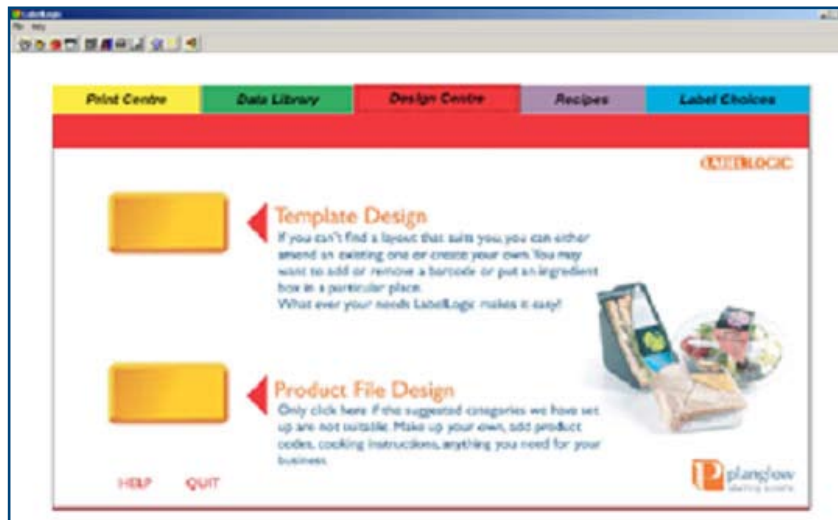 LabelLogic
File Help
Print Centre
Data Library
Design Centre
Recipes
Label Choices
LABEL LOGIC
Template Design
If you can't find a layout that suits you, you can either
amend an existing one or create your own. You may
want to add or remove a barcode or put an ingredient
box in a particular place.
What ever your needs LabelLogic makes it easy!
Product File Design
Only click here if the suggested categories we have set
up are not suitable. Make up your own, add product
codes, cooking instructions, anything you need for your
business.
HELP QUIT
planglow